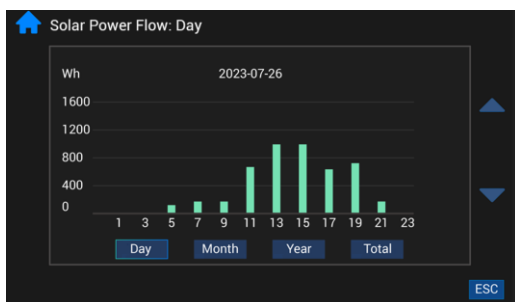 Solar Power Flow: Day
Wh 2023-07-26
1600
1200
800
400
0
1 3 5 7 9 11 13 15 17 19 21 23
Day Month Year Total
ESC